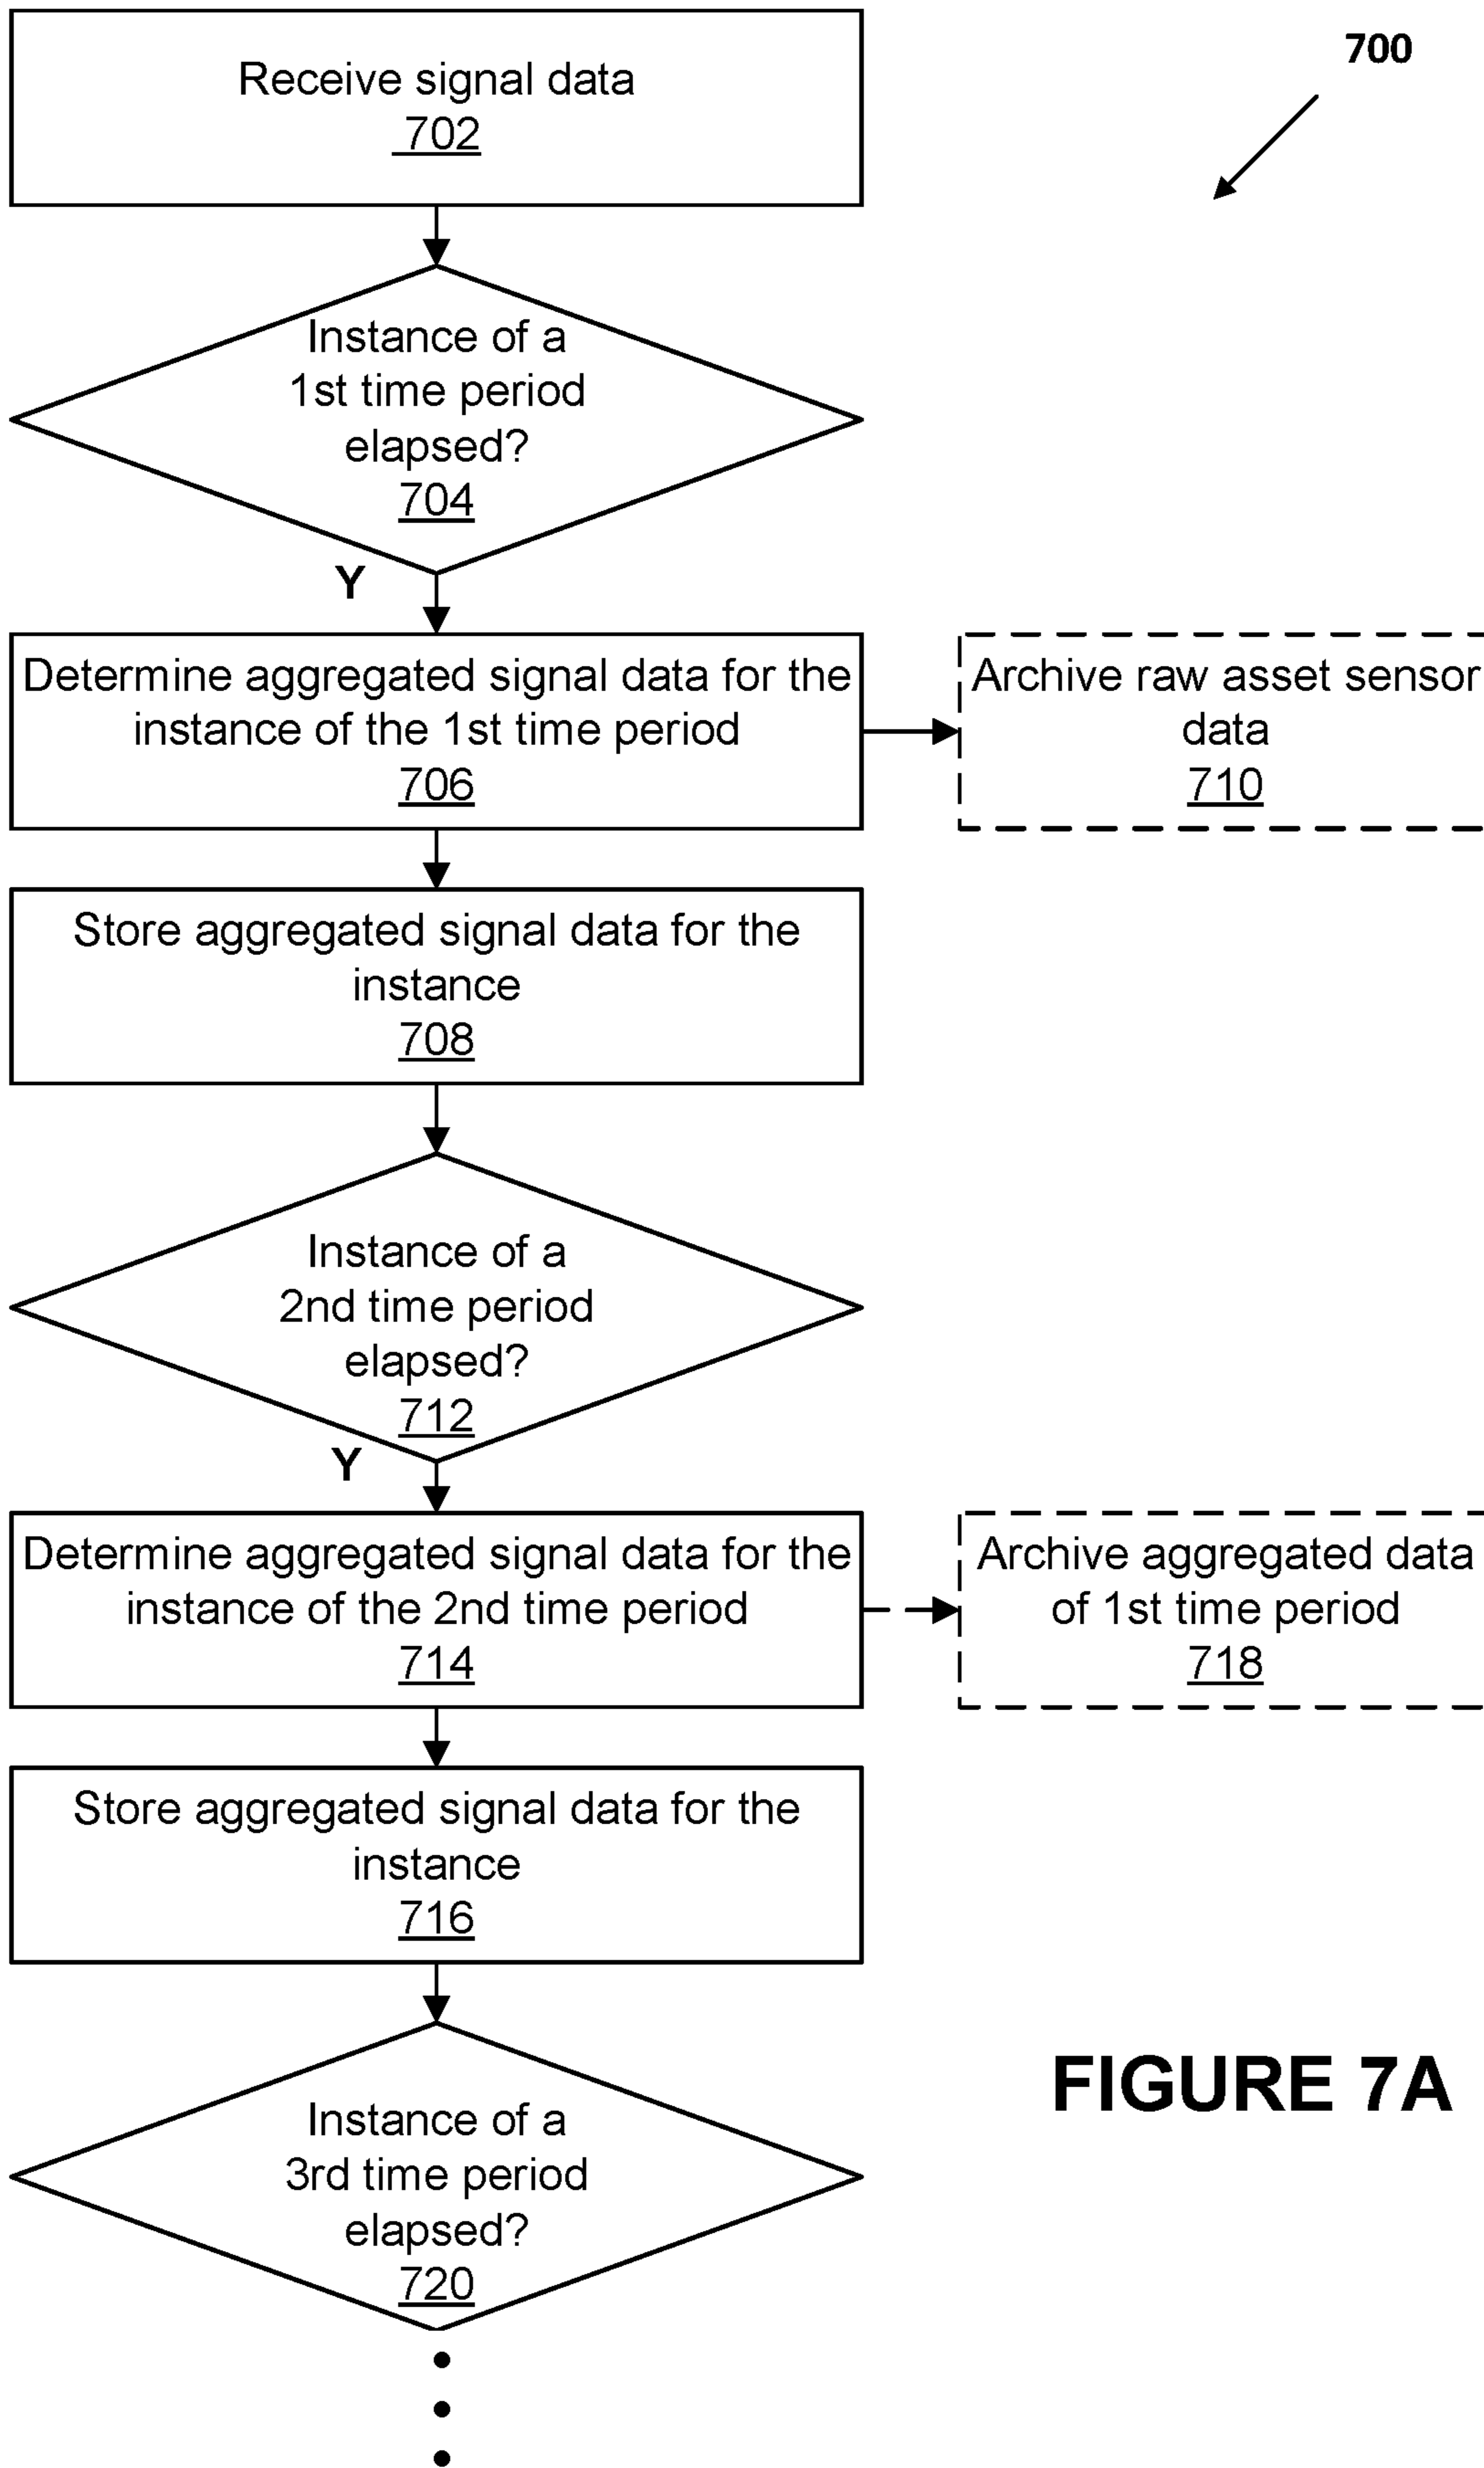 700
Receive signal data
702
Instance of a
1st time period
elapsed?
704
Y
Determine aggregated signal data for the
instance of the 1st time period
706
Archive raw asset sensor
data
710
Store aggregated signal data for the
instance
708
Instance of a
2nd time period
elapsed?
712
Y
Determine aggregated signal data for the
instance of the 2nd time period
714
Archive aggregated data
of 1st time period
718
Store aggregated signal data for the
instance
716
Instance of a
3rd time period
elapsed?
720
FIGURE 7A